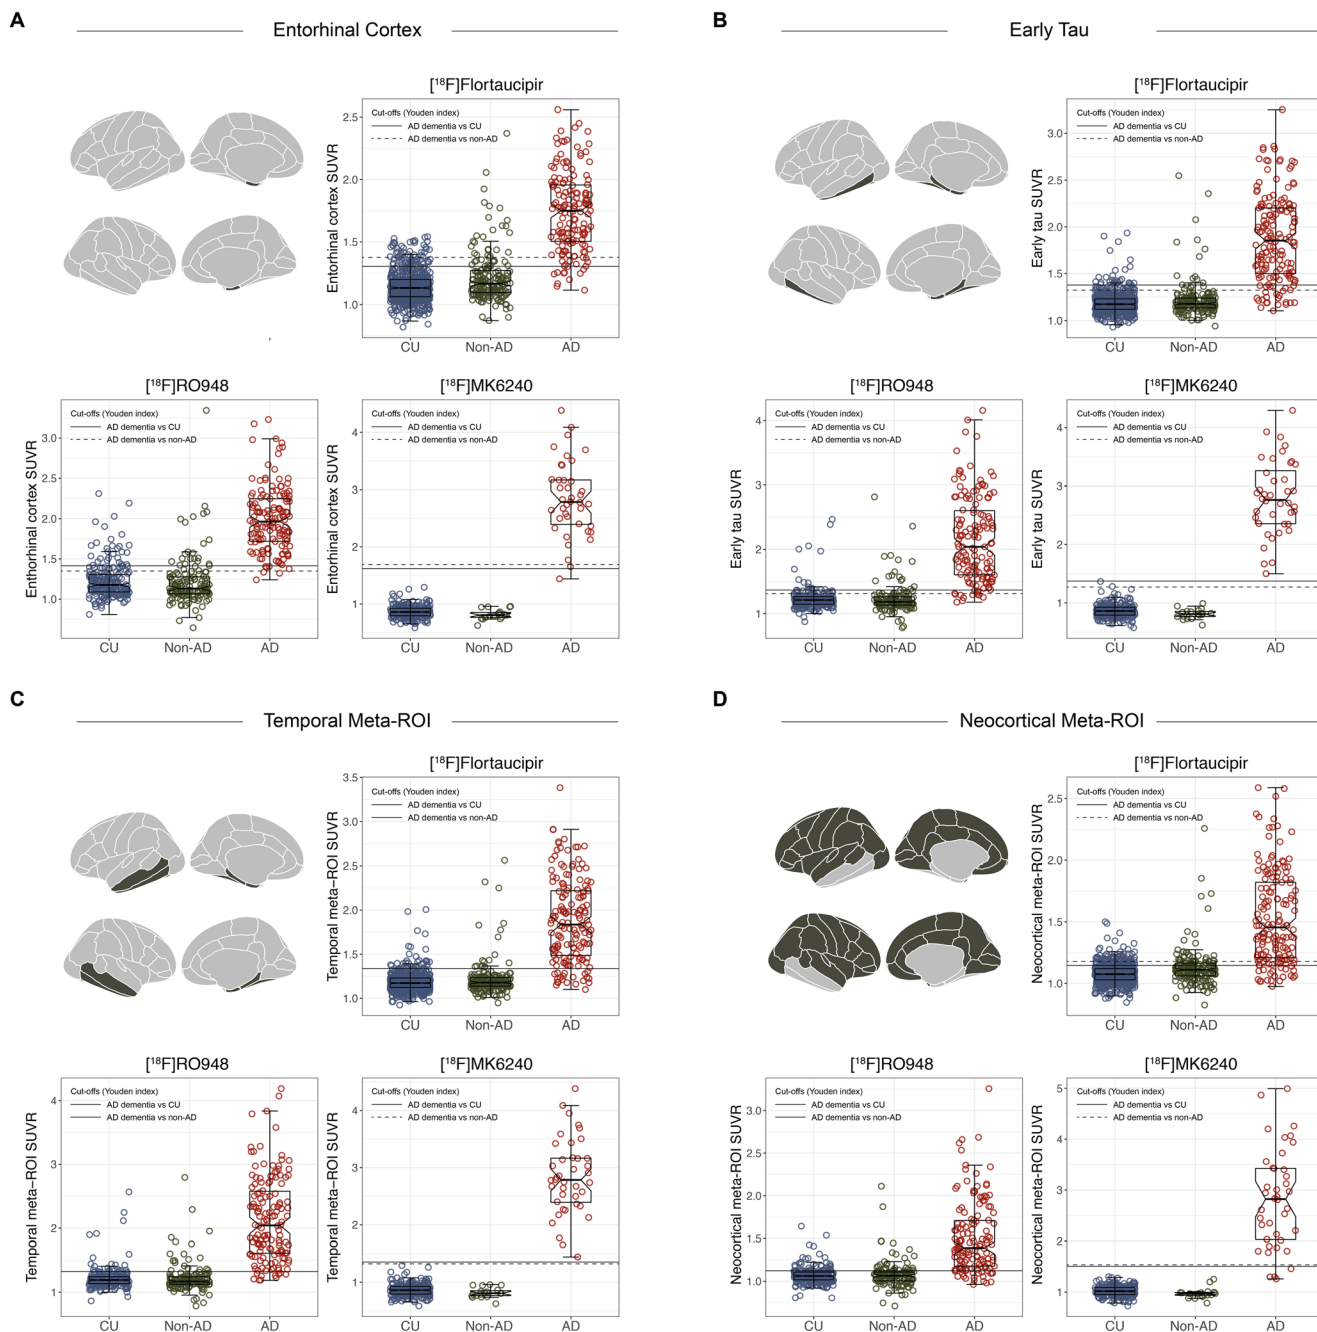 A
Entorhinal Cortex
[¹⁸F]Flortaucipir
Entorhinal cortex SUVR
Cut-offs (Youden index)
AD dementia vs CU
AD dementia vs non-AD
2.5
2.0
1.5
1.0
CU Non-AD AD
[¹⁸F]RO948
Enthorhinal cortex SUVR
Cut-offs (Youden index)
AD dementia vs CU
AD dementia vs non-AD
3.0
2.5
2.0
1.5
1.0
CU Non-AD AD
[¹⁸F]MK6240
Entorhinal cortex SUVR
Cut-offs (Youden index)
AD dementia vs CU
AD dementia vs non-AD
4
3
2
1
CU Non-AD AD
B
Early Tau
[¹⁸F]Flortaucipir
Early tau SUVR
Cut-offs (Youden index)
AD dementia vs CU
AD dementia vs non-AD
3.0
2.5
2.0
1.5
1.0
CU Non-AD AD
[¹⁸F]RO948
Early tau SUVR
Cut-offs (Youden index)
AD dementia vs CU
AD dementia vs non-AD
4
3
2
1
CU Non-AD AD
[¹⁸F]MK6240
Early tau SUVR
Cut-offs (Youden index)
AD dementia vs CU
AD dementia vs non-AD
4
3
2
1
CU Non-AD AD
C
Temporal Meta-ROI
[¹⁸F]Flortaucipir
Temporal meta−ROI SUVR
Cut-offs (Youden index)
AD dementia vs CU
AD dementia vs non-AD
3.5
3.0
2.5
2.0
1.5
1.0
CU Non-AD AD
[¹⁸F]RO948
Temporal meta−ROI SUVR
Cut-offs (Youden index)
AD dementia vs CU
AD dementia vs non-AD
4
3
2
1
CU Non-AD AD
[¹⁸F]MK6240
Temporal meta−ROI SUVR
Cut-offs (Youden index)
AD dementia vs CU
AD dementia vs non-AD
4
3
2
1
CU Non-AD AD
D
Neocortical Meta-ROI
[¹⁸F]Flortaucipir
Neocortical meta-ROI SUVR
Cut-offs (Youden index)
AD dementia vs CU
AD dementia vs non-AD
2.5
2.0
1.5
1.0
CU Non-AD AD
[¹⁸F]RO948
Neocortical meta-ROI SUVR
Cut-offs (Youden index)
AD dementia vs CU
AD dementia vs non-AD
3.0
2.5
2.0
1.5
1.0
CU Non-AD AD
[¹⁸F]MK6240
Neocortical meta-ROI SUVR
Cut-offs (Youden index)
AD dementia vs CU
AD dementia vs non-AD
5
4
3
2
1
CU Non-AD AD